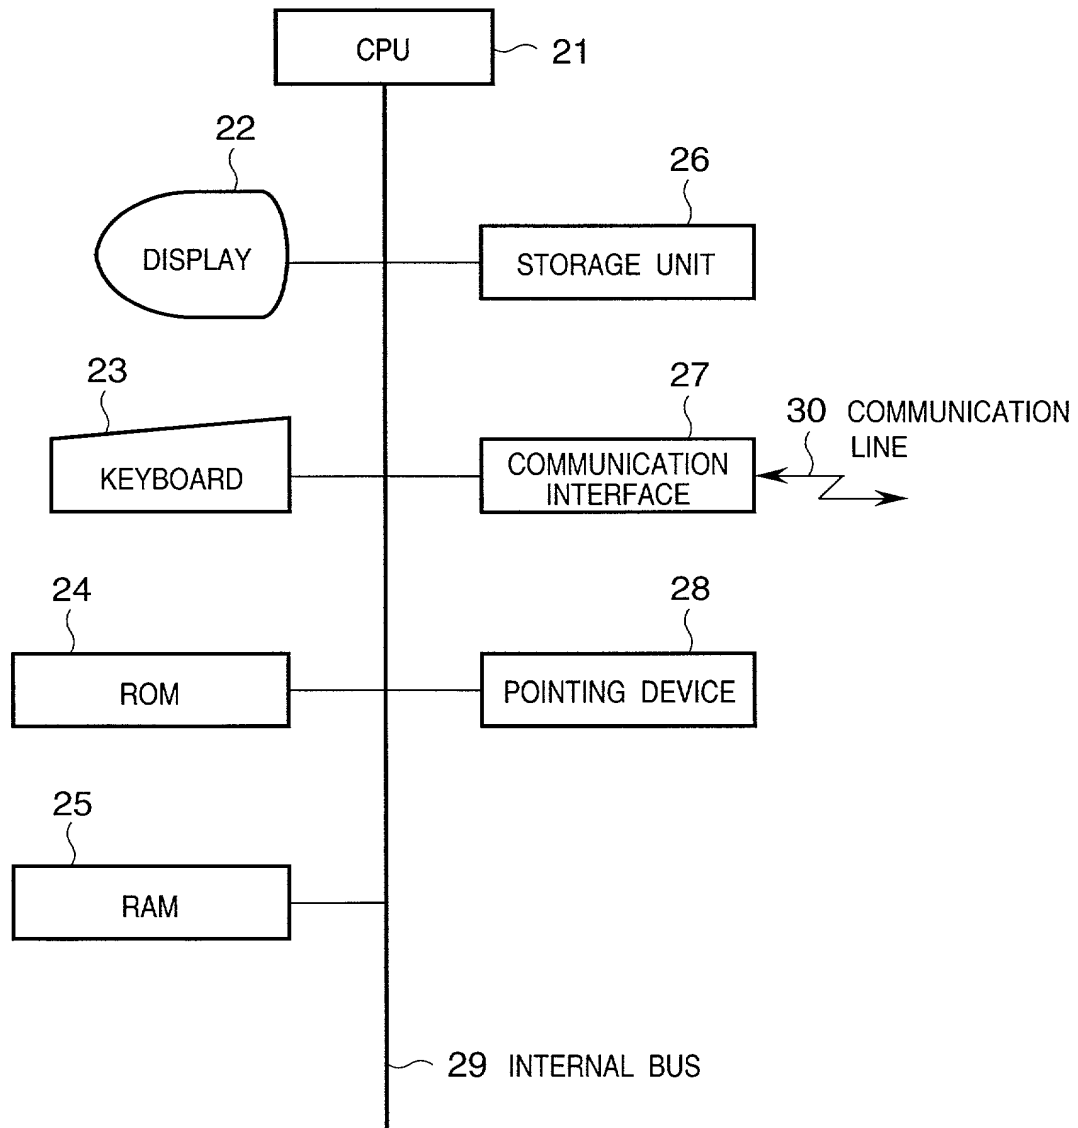 CPU
21
22
26
DISPLAY
STORAGE UNIT
23
27
30 COMMUNICATION
LINE
KEYBOARD
COMMUNICATION
INTERFACE
24
28
ROM
POINTING DEVICE
25
RAM
29 INTERNAL BUS